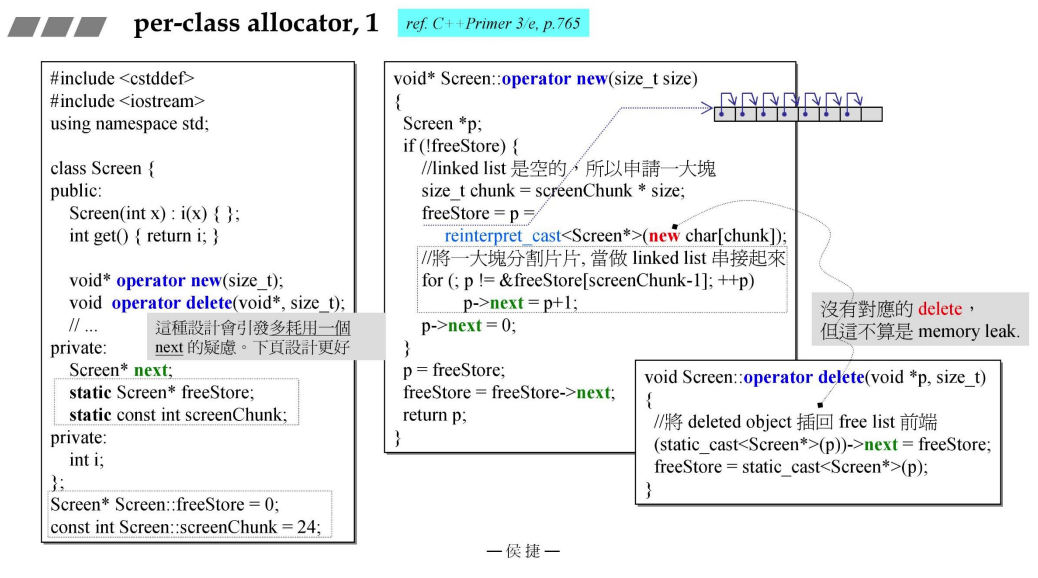 per-class allocator, 1
ref. C++Primer 3/e, p.765
#include <cstddef>
#include <iostream>
using namespace std;
class Screen {
public:
Screen(int x) : i(x) { };
int get() { return i; }
void* operator new(size_t);
void operator delete(void*, size_t);
// ...
這種設計會引發多耗用一個
next 的疑慮。下頁設計更好
private:
Screen* next;
static Screen* freeStore;
static const int screenChunk;
private:
int i;
};
Screen* Screen::freeStore = 0;
const int Screen::screenChunk = 24;
void* Screen::operator new(size_t size)
{
Screen *p;
if (!freeStore) {
//linked list 是空的，所以申請一大塊
size_t chunk = screenChunk * size;
freeStore = p =
reinterpret_cast<Screen*>(new char[chunk]);
//將一大塊分割片片, 當做 linked list 串接起來
for (; p != &freeStore[screenChunk-1]; ++p)
p->next = p+1;
p->next = 0;
}
p = freeStore;
freeStore = freeStore->next;
return p;
}
沒有對應的 delete，
但這不算是 memory leak.
void Screen::operator delete(void *p, size_t)
{
//將 deleted object 插回 free list 前端
(static_cast<Screen*>(p))->next = freeStore;
freeStore = static_cast<Screen*>(p);
}
— 侯捷 —